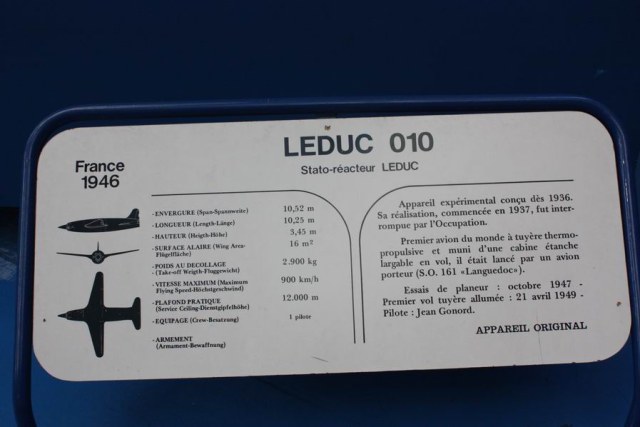 LEDUC 010
Stato-réacteur LEDUC
France
1946
- ENVERGURE (Span-Spannweite) 10,52 m
- LONGUEUR (Length-Länge) 10,25 m
- HAUTEUR (Heigth-Höhe) 3,45 m
- SURFACE ALAIRE (Wing Area- 16 m²
Flügelfläche)
- POIDS AU DECOLLAGE 2.900 kg
(Take-off Weigth-Fluggewicht)
- VITESSE MAXIMUM (Maximum 900 km/h
Flying Speed-Höchstgeschwind)
- PLAFOND PRATIQUE 12.000 m
(Service Ceiling-Dienstgipfelhöhe)
- EQUIPAGE (Crew-Besatzung) 1 pilote
- ARMEMENT
(Armament-Bewaffnung)
Appareil expérimental conçu dès 1936.
Sa réalisation, commencée en 1937, fut inter-
rompue par l'Occupation.
Premier avion du monde à tuyère thermo-
propulsive et muni d'une cabine étanche
largable en vol, il était lancé par un avion
porteur (S.O. 161 «Languedoc»).
Essais de planeur : octobre 1947 -
Premier vol tuyère allumée : 21 avril 1949 -
Pilote : Jean Gonord.
APPAREIL ORIGINAL